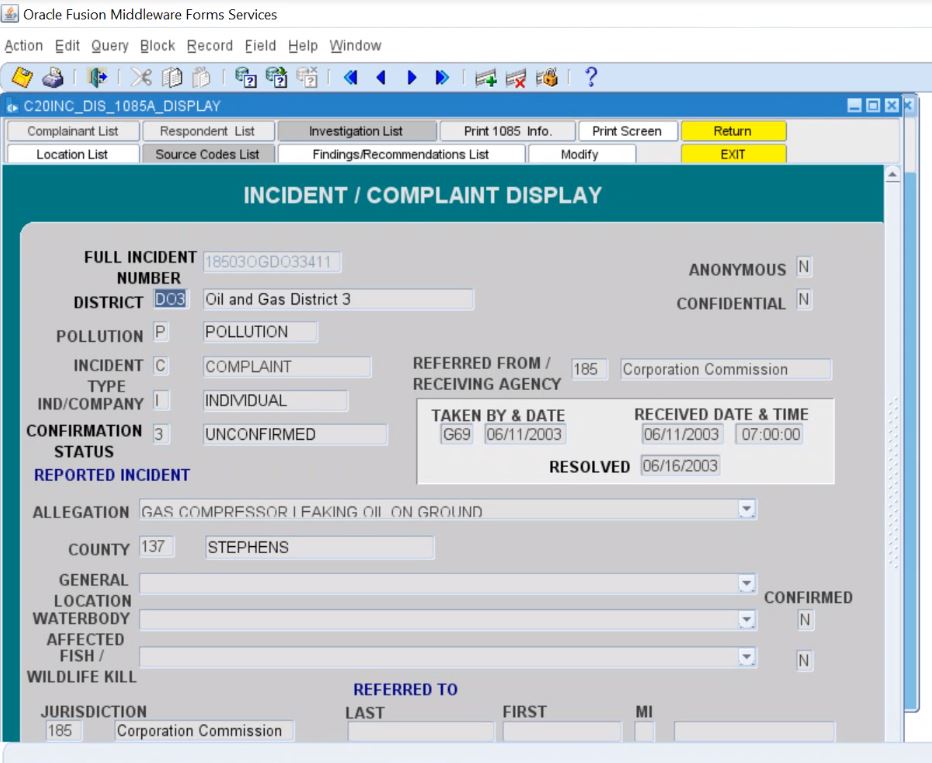 Oracle Fusion Middleware Forms Services
Action Edit Query Block Record Field Help Window
C20INC_DIS_1085A_DISPLAY
Complainant List Respondent List Investigation List Print 1085 Info. Print Screen Return
Location List Source Codes List Findings/Recommendations List Modify EXIT
INCIDENT / COMPLAINT DISPLAY
FULL INCIDENT NUMBER 18503OGDO33411
ANONYMOUS N
DISTRICT DO3 Oil and Gas District 3
CONFIDENTIAL N
POLLUTION P POLLUTION
INCIDENT TYPE C COMPLAINT
REFERRED FROM / RECEIVING AGENCY 185 Corporation Commission
IND/COMPANY I INDIVIDUAL
TAKEN BY & DATE RECEIVED DATE & TIME
CONFIRMATION STATUS 3 UNCONFIRMED
G69 06/11/2003 06/11/2003 07:00:00
RESOLVED 06/16/2003
REPORTED INCIDENT
ALLEGATION GAS COMPRESSOR LEAKING OIL ON GROUND
COUNTY 137 STEPHENS
GENERAL LOCATION
CONFIRMED
WATERBODY AFFECTED N
FISH / WILDLIFE KILL N
REFERRED TO
JURISDICTION LAST FIRST MI
185 Corporation Commission